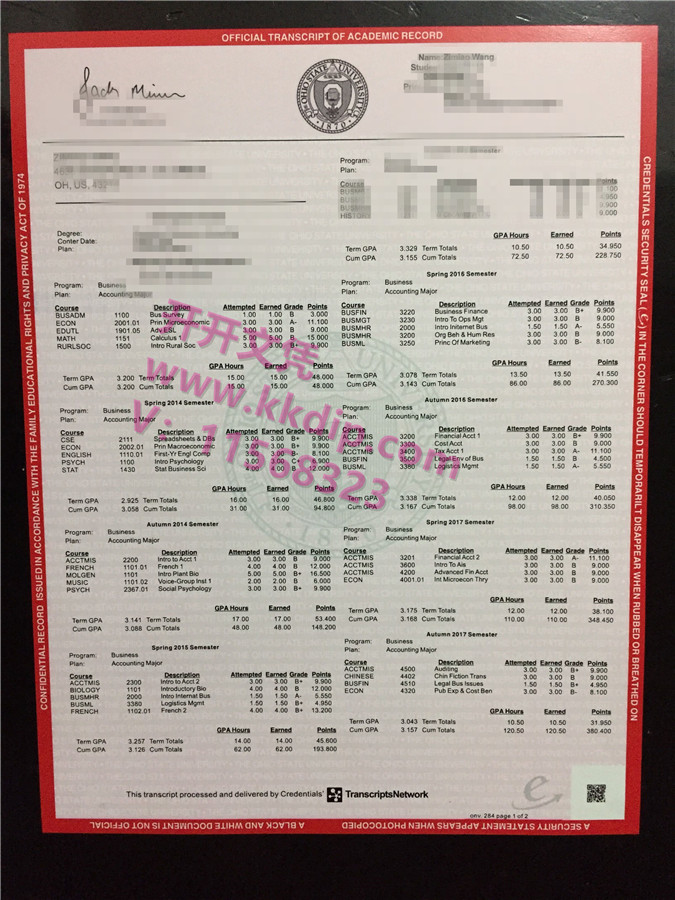 OFFICIAL TRANSCRIPT OF ACADEMIC RECORD
CONFIDENTIAL RECORD ISSUED IN ACCORDANCE WITH THE FAMILY EDUCATIONAL RIGHTS AND PRIVACY ACT OF 1974
CREDENTIALS SECURITY SEAL (e) IN THE CORNER SHOULD TEMPORARILT DISAPPEAR WHEN RUBBED OR BREATHED ON
OHIO STATE UNIVERSITY
1870
Name: Wang
OH, US,
Degree:
Conter Date:
Plan:
Program: Business
Plan: Accounting Major
Course Description Attempted Earned Grade Points
BUSADM 1100 Bus Survey 1.00 1.00 B 3.000
ECON 2001.01 Prin Microeconomic 3.00 3.00 A- 11.100
EDUTL 1901.05 Adv ESL 3.00 3.00 B 9.000
MATH 1151 Calculus 1 5.00 5.00 B 15.000
RURLSOC 1500 Intro Rural Soc 3.00 3.00 B+ 9.900
GPA Hours Earned Points
Term GPA 3.200 Term Totals 15.00 15.00 48.000
Cum GPA 3.200 Cum Totals 15.00 15.00 48.000
Spring 2014 Semester
Program: Business
Plan: Accounting Major
Course Description Attempted Earned Grade Points
CSE 2111 Spreadsheets & DBs 3.00 3.00 B+ 9.900
ECON 2002.01 Prin Macroeconomic 3.00 3.00 B+ 9.900
ENGLISH 1110.01 First-Yr Engl Comp 3.00 3.00 B- 8.100
PSYCH 1100 Intro Psychology 3.00 3.00 C+ 6.900
STAT 1430 Stat Business Sci 4.00 4.00 B 12.000
GPA Hours Earned Points
Term GPA 2.925 Term Totals 16.00 16.00 46.800
Cum GPA 3.058 Cum Totals 31.00 31.00 94.800
Autumn 2014 Semester
Program: Business
Plan: Accounting Major
Course Description Attempted Earned Grade Points
ACCTMIS 2200 Intro to Acct 1 3.00 3.00 B 9.000
FRENCH 1101.01 French 1 4.00 4.00 B 12.000
MOLGEN 1101 Intro Plant Bio 5.00 5.00 B+ 16.500
MUSIC 1101.02 Voice-Group Inst.1 2.00 2.00 B 6.000
PSYCH 2367.01 Social Psychology 3.00 3.00 B+ 9.900
GPA Hours Earned Points
Term GPA 3.141 Term Totals 17.00 17.00 53.400
Cum GPA 3.088 Cum Totals 48.00 48.00 148.200
Spring 2015 Semester
Program: Business
Plan: Accounting Major
Course Description Attempted Earned Grade Points
ACCTMIS 2300 Intro to Acct 2 3.00 3.00 B+ 9.900
BIOLOGY 1101 Introductory Bio 4.00 4.00 B 12.000
BUSMHR 2000 Intro Internet Bus 1.50 1.50 A- 5.550
BUSML 3380 Logistics Mgmt 1.50 1.50 B+ 4.950
FRENCH 1102.01 French 2 4.00 4.00 B+ 13.200
GPA Hours Earned Points
Term GPA 3.257 Term Totals 14.00 14.00 45.600
Cum GPA 3.126 Cum Totals 62.00 62.00 193.800
Program:
Plan:
Course Points
9.000
GPA Hours Earned Points
Term GPA 3.329 Term Totals 10.50 10.50 34.950
Cum GPA 3.155 Cum Totals 72.50 72.50 228.750
Spring 2016 Semester
Program: Business
Plan: Accounting Major
Course Description Attempted Earned Grade Points
BUSFIN 3220 Business Finance 3.00 3.00 B+ 9.900
BUSMGT 3230 Intro To Ops Mgt 3.00 3.00 B 9.000
BUSMHR 2000 Intro Initernet Bus 1.50 1.50 A- 5.550
BUSMHR 3200 Org Beh & Hum Res 3.00 3.00 B 9.000
BUSML 3250 Princ Of Marketing 3.00 3.00 B- 8.100
GPA Hours Earned Points
Term GPA 3.078 Term Totals 13.50 13.50 41.550
Cum GPA 3.143 Cum Totals 86.00 86.00 270.300
Autumn 2016 Semester
Program: Business
Plan: Accounting Major
Course Description Attempted Earned Grade Points
ACCTMIS 3200 Financial Acct 1 3.00 3.00 B+ 9.900
ACCTMIS 3300 Cost Acct 3.00 3.00 B 9.000
ACCTMIS 3400 Tax Acct 1 3.00 3.00 A- 11.100
BUSFIN 3500 Legal Env of Bus 1.50 1.50 B 4.500
BUSML 3380 Logistics Mgmt 1.50 1.50 A- 5.550
GPA Hours Earned Points
Term GPA 3.338 Term Totals 12.00 12.00 40.050
Cum GPA 3.167 Cum Totals 98.00 98.00 310.350
Spring 2017 Semester
Program: Business
Plan: Accounting Major
Course Description Attempted Earned Grade Points
ACCTMIS 3201 Financial Acct 2 3.00 3.00 A- 11.100
ACCTMIS 3600 Intro To Ais 3.00 3.00 B 9.000
ACCTMIS 4200 Advanced Fin Acct 3.00 3.00 B 9.000
ECON 4001.01 Int Microecon Thry 3.00 3.00 B 9.000
GPA Hours Earned Points
Term GPA 3.175 Term Totals 12.00 12.00 38.100
Cum GPA 3.168 Cum Totals 110.00 110.00 348.450
Autumn 2017 Semester
Program: Business
Plan: Accounting Major
Course Description Attempted Earned Grade Points
ACCTMIS 4500 Auditing 3.00 3.00 B+ 9.900
CHINESE 4402 Chin Fiction Trans 3.00 3.00 B 9.000
BUSFIN 4510 Legal Bus Issues 1.50 1.50 B+ 4.950
ECON 4320 Pub Exp & Cost Ben 3.00 3.00 B- 8.100
GPA Hours Earned Points
Term GPA 3.043 Term Totals 10.50 10.50 31.950
Cum GPA 3.157 Cum Totals 120.50 120.50 380.400
开开文凭
www.kkdip.com
This transcript processed and delivered by Credentials' TranscriptsNetwork
e
onv. 284 page 1 of 2
A SECURITY STATEMENT APPEARS WHEN PHOTOCOPIED
A BLACK AND WHITE DOCUMENT IS NOT OFFICIAL